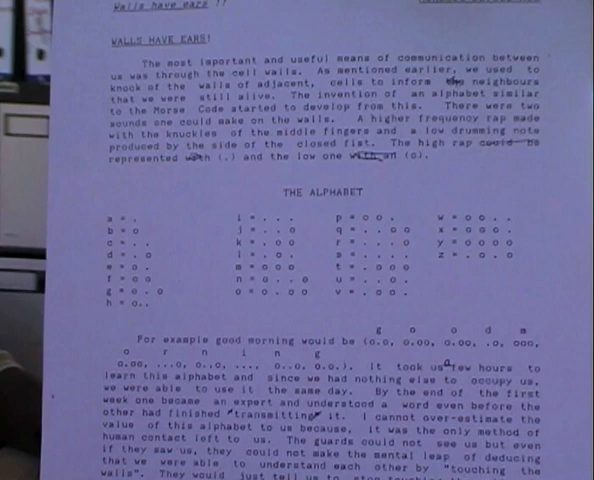 Walls have ears !!
WALLS HAVE EARS!
The most important and useful means of communication between
us was through the cell walls. As mentioned earlier, we used to
knock of the walls of adjacent, cells to inform the neighbours
that we were still alive. The invention of an alphabet similar
to the Morse Code started to develop from this. There were two
sounds one could make on the walls. A higher frequency rap made
with the knuckles of the middle fingers and a low drumming note
produced by the side of the closed fist. The high rap could be
represented with (.) and the low one with an (o).
THE ALPHABET
a = . i = . . . p = o o . w = o o . .
b = o j = . . o q = . . o o x = o o o .
c = . . k = . o o r = . . . o y = o o o o
d = . o l = . o . s = . . . . z = . o . o
e = o . m = o o o t = . o o o
f = o o n = o . . o u = . . o .
g = o . o o = o . o o v = . o .
h = o . .
g o o d m
For example good morning would be (o.o, o.oo, o.oo, .o, ooo,
o r n i n g
o.oo, ...o, o..o, ..., o..o, o.o.). It took us a few hours to
learn this alphabet and since we had nothing else to occupy us,
we were able to use it the same day. By the end of the first
week one became an expert and understood a word even before the
other had finished "transmitting" it. I cannot over-estimate the
value of this alphabet to us because, it was the only method of
human contact left to us. The guards could not see us but even
if they saw us, they could not make the mental leap of deducing
that we were able to understand each other by "touching the
walls". They would just tell us to stop touching